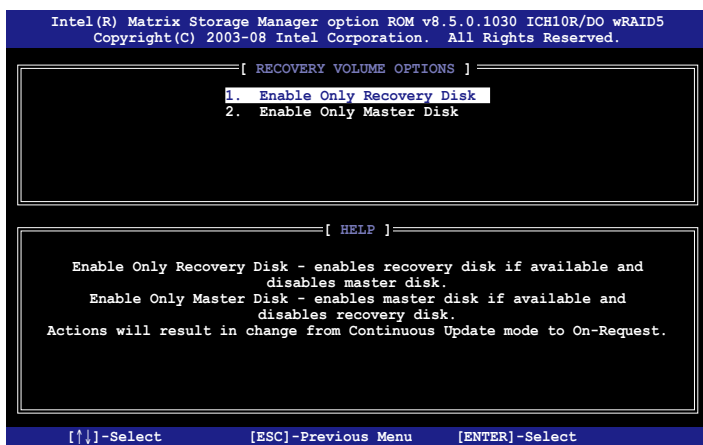 Intel(R) Matrix Storage Manager option ROM v8.5.0.1030 ICH10R/DO wRAID5
Copyright(C) 2003-08 Intel Corporation. All Rights Reserved.
[ RECOVERY VOLUME OPTIONS ]
1. Enable Only Recovery Disk
2. Enable Only Master Disk
[ HELP ]
Enable Only Recovery Disk - enables recovery disk if available and
disables master disk.
Enable Only Master Disk - enables master disk if available and
disables recovery disk.
Actions will result in change from Continuous Update mode to On-Request.
[↑↓]-Select [ESC]-Previous Menu [ENTER]-Select